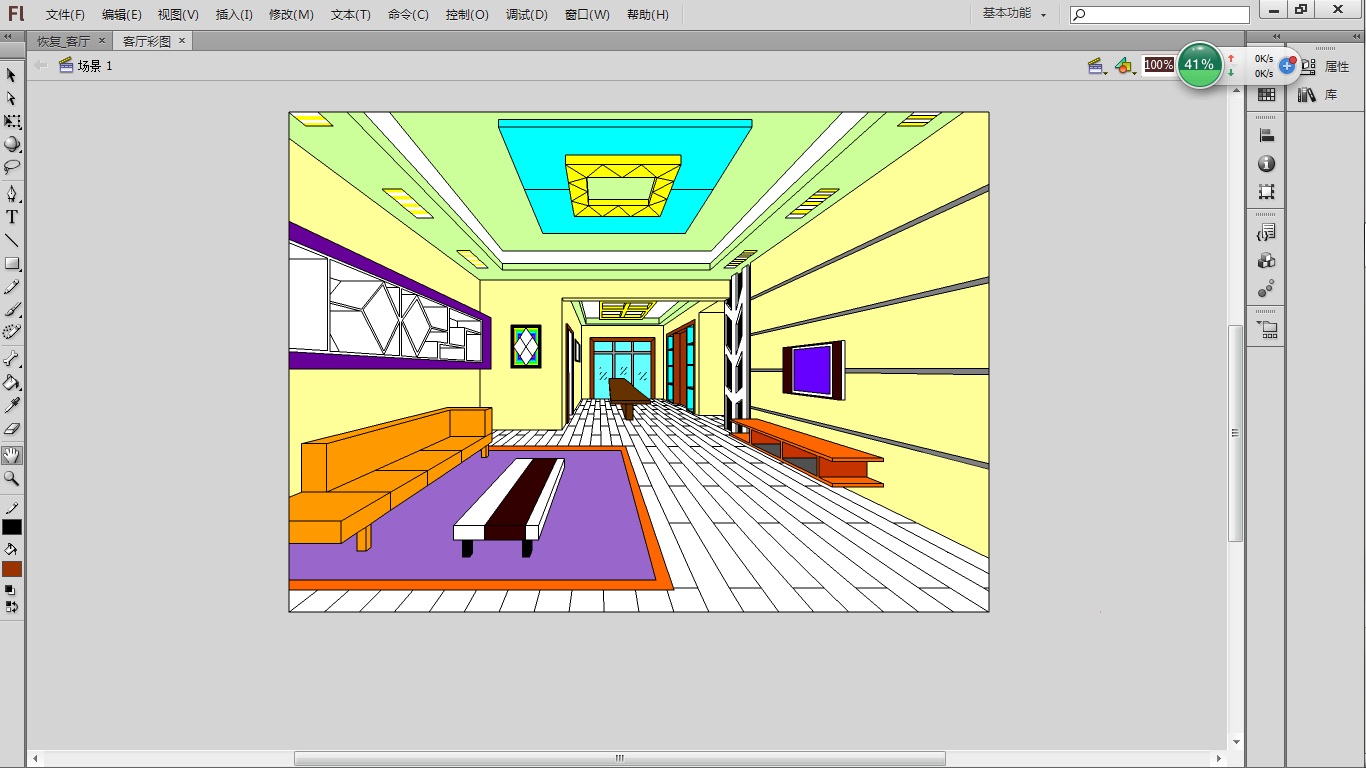 Fl 文件(F) 编辑(E) 视图(V) 插入(I) 修改(M) 文本(T) 命令(C) 控制(O) 调试(D) 窗口(W) 帮助(H) 基本功能
恢复_客厅 × 客厅彩图 ×
场景 1 100% 41% 0K/s
0K/s
属性
库
T